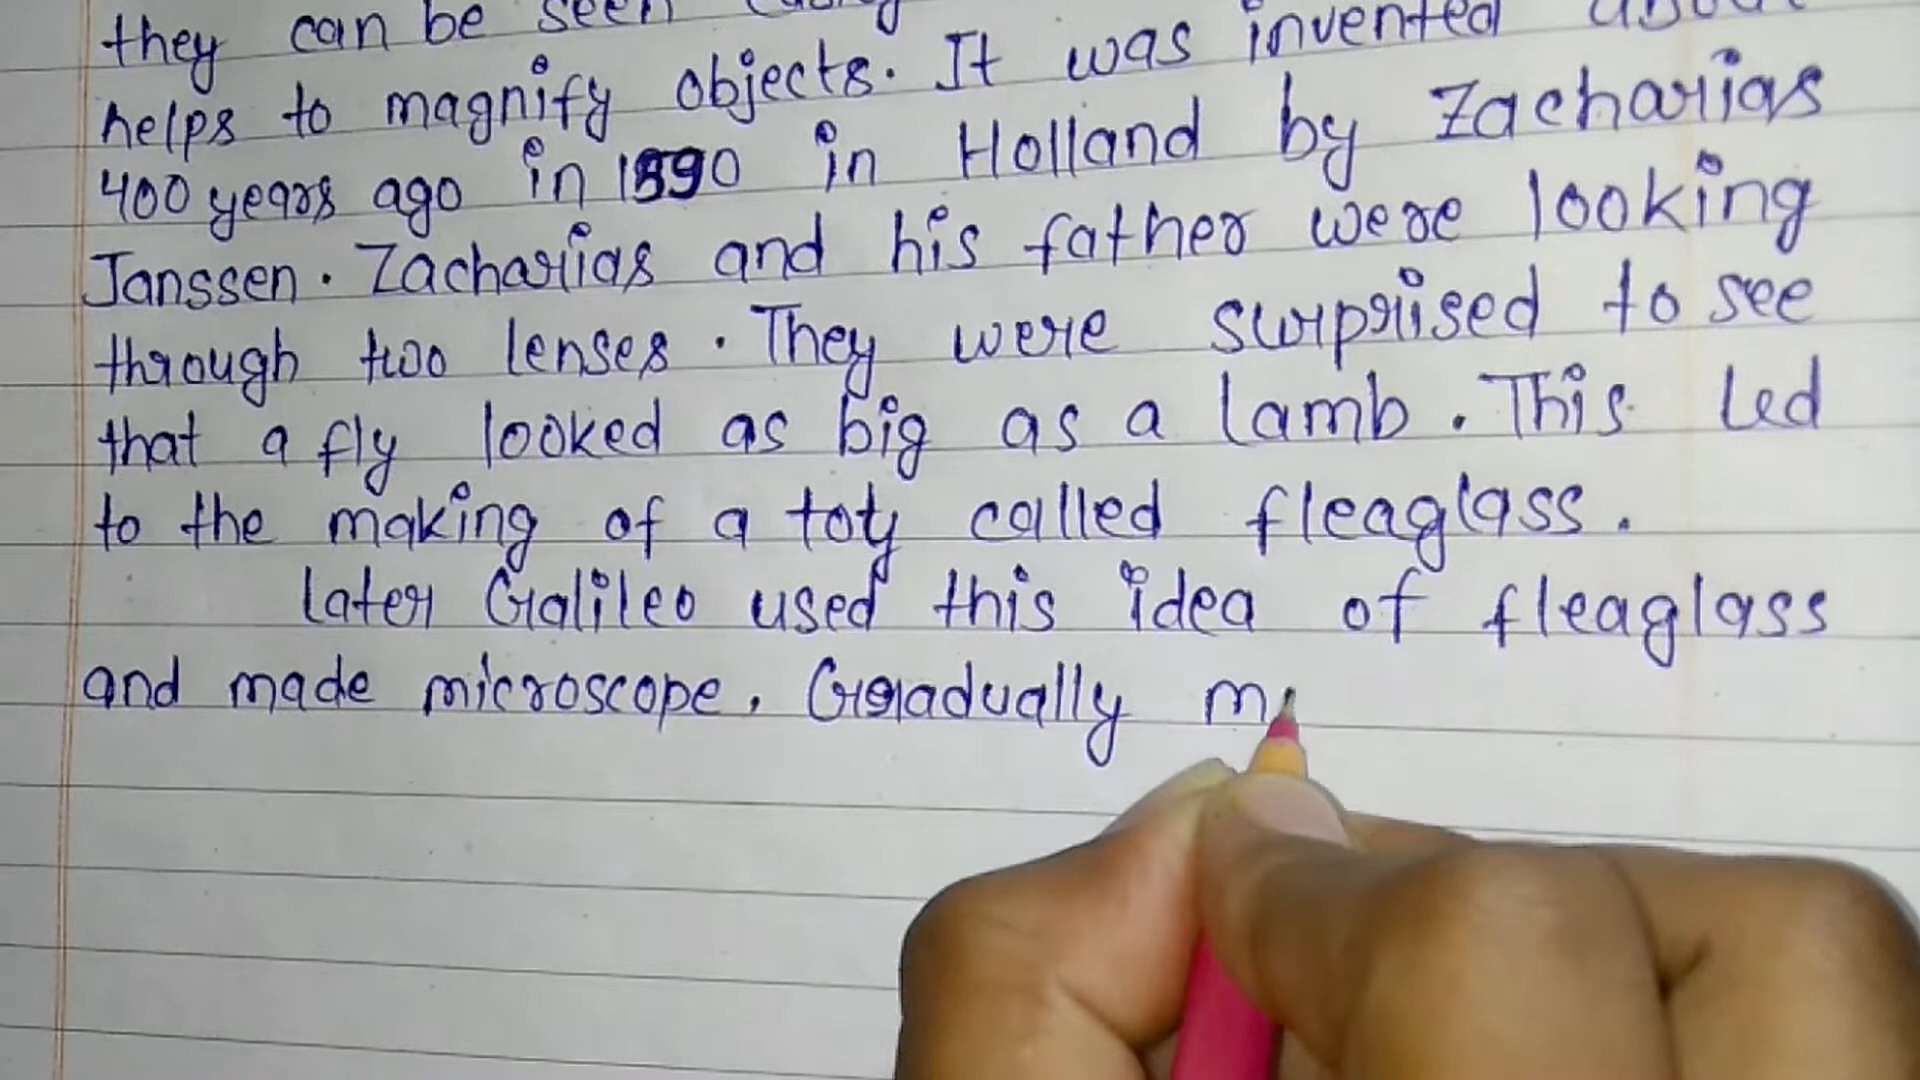 they can be seen
helps to magnify objects. It was invented about
400 years ago in 1590 in Holland by Zacharias
Janssen. Zacharias and his father were looking
through two lenses. They were surprised to see
that a fly looked as big as a lamb. This led
to the making of a toy called fleaglass.
Later Galileo used this idea of fleaglass
and made microscope. Gradually m